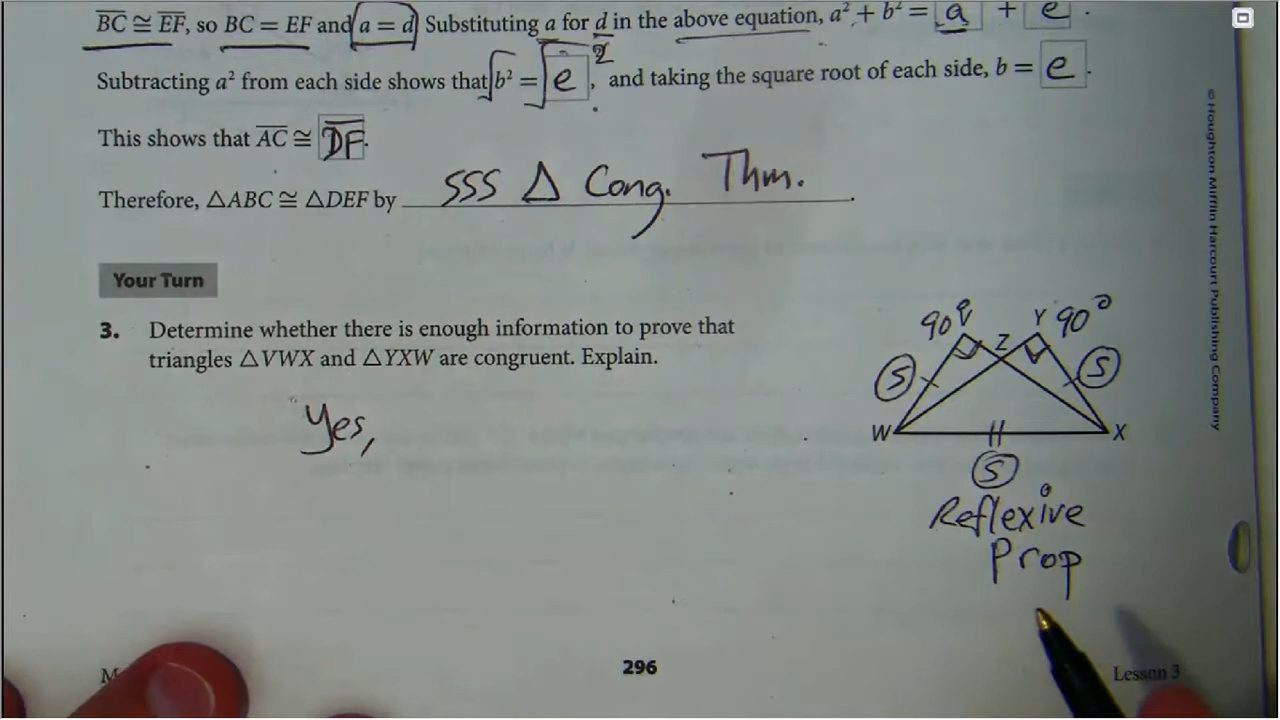 BC ≅ EF, so BC = EF and a = d Substituting a for d in the above equation, a² + b² = a + e .
Subtracting a² from each side shows that b² = e ², and taking the square root of each side, b = e .
This shows that AC ≅ DF.
Therefore, △ABC ≅ △DEF by SSS Δ Cong. Thm. .
Your Turn
3. Determine whether there is enough information to prove that
triangles △VWX and △YXW are congruent. Explain.
Yes,
90° Y 90°
Z
S S
W X
S
Reflexive
Prop
296
Lesson 3
© Houghton Mifflin Harcourt Publishing Company